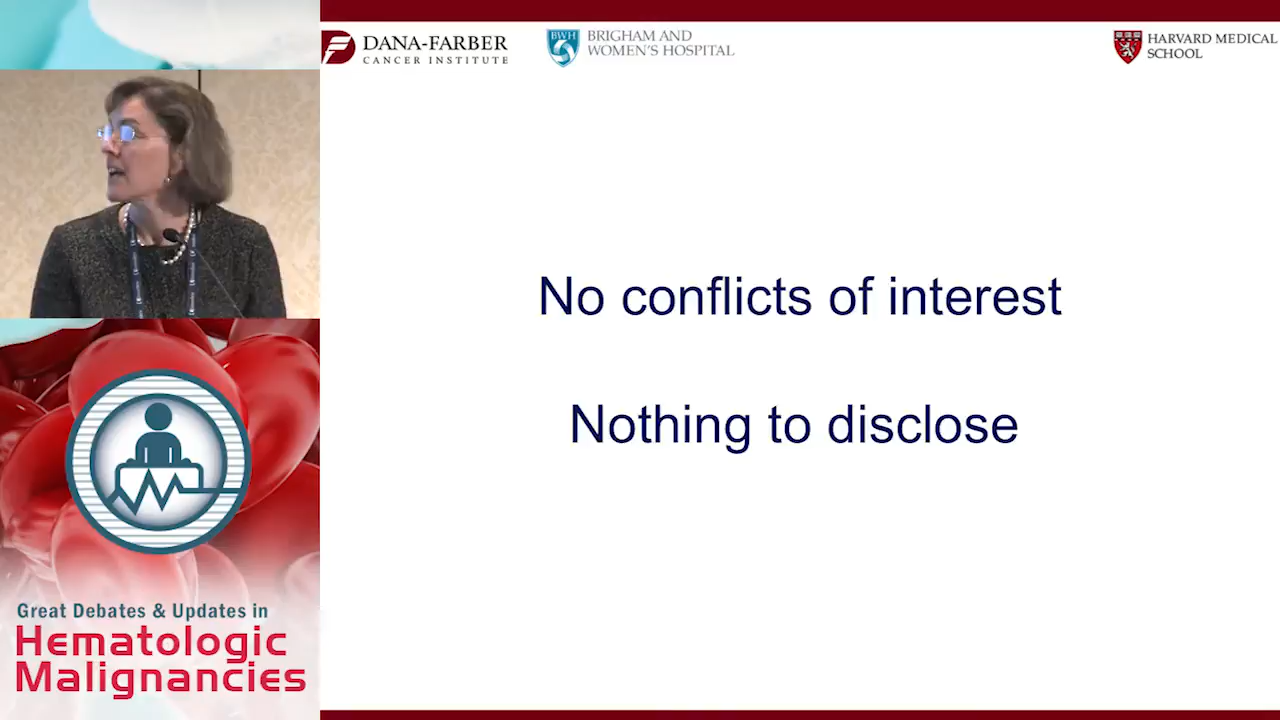 DANA-FARBER
CANCER INSTITUTE
BWH
BRIGHAM AND
WOMEN'S HOSPITAL
HARVARD MEDICAL
SCHOOL
No conflicts of interest
Nothing to disclose
Great Debates & Updates in
Hematologic
Malignancies